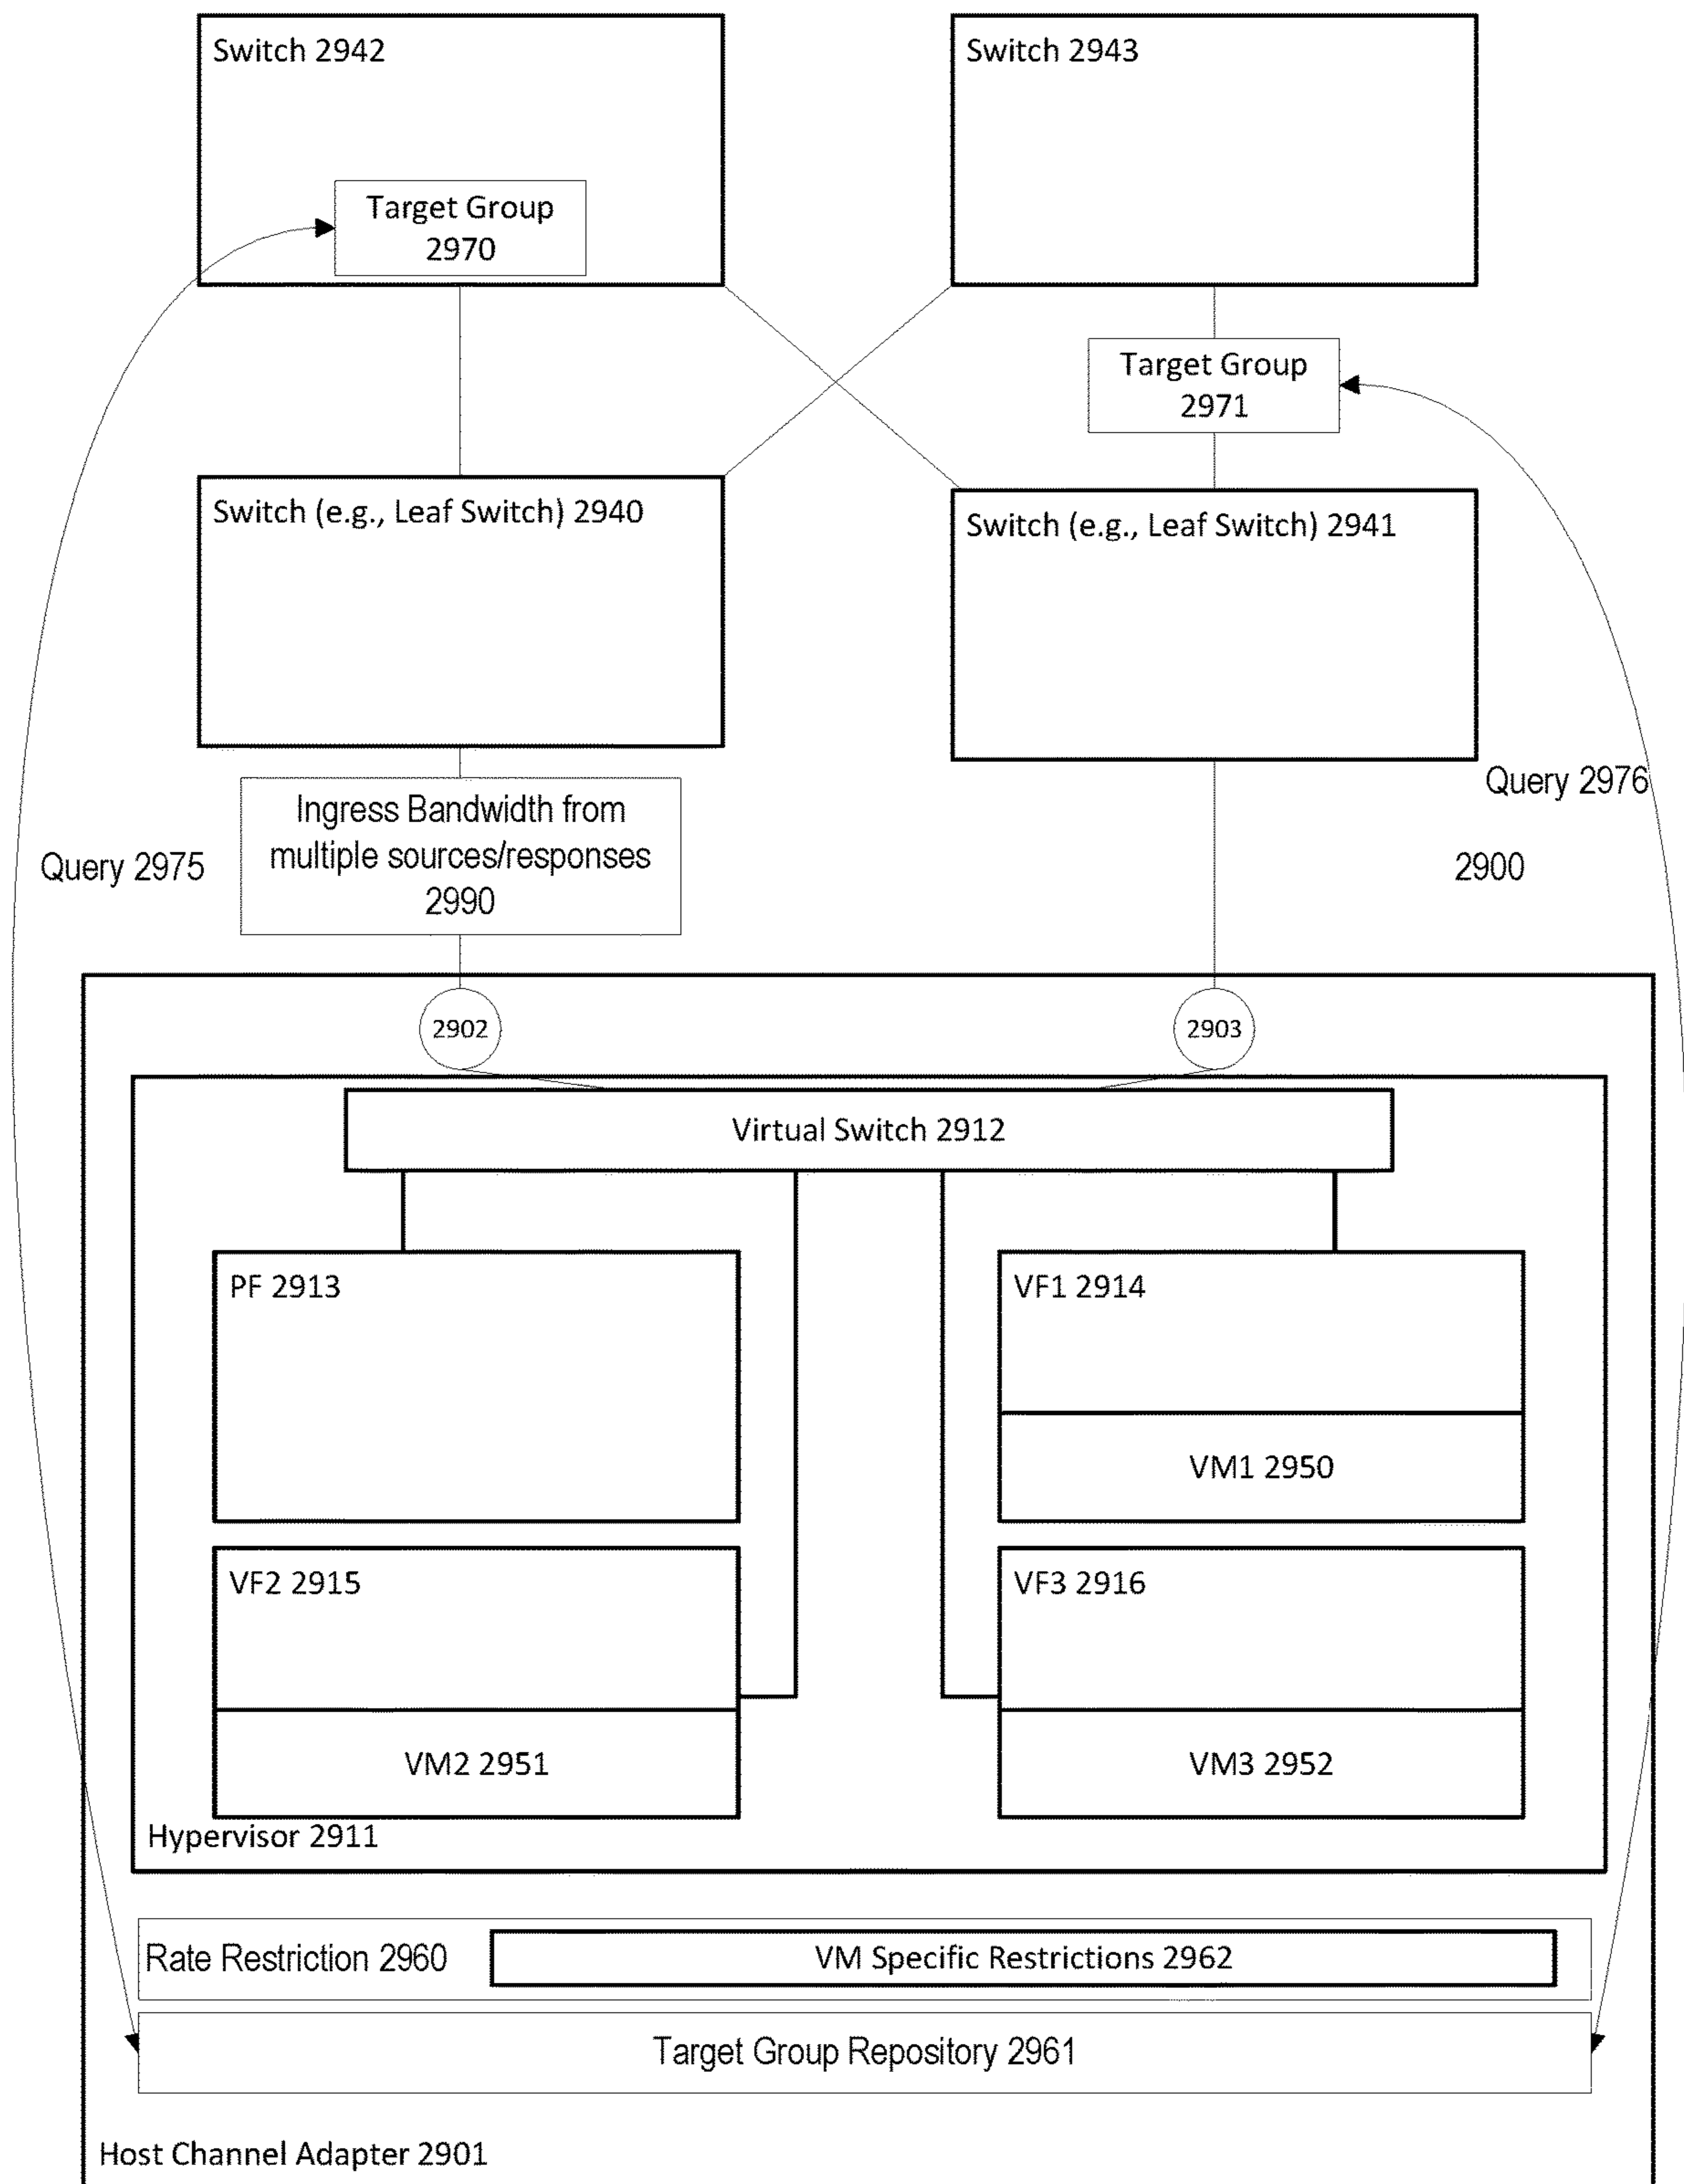 Switch 2942
Switch 2943
Target Group
2970
Target Group
2971
Switch (e.g., Leaf Switch) 2940
Switch (e.g., Leaf Switch) 2941
Query 2976
Ingress Bandwidth from
multiple sources/responses
2990
Query 2975
2900
2902
2903
Virtual Switch 2912
PF 2913
VF1 2914
VM1 2950
VF2 2915
VF3 2916
VM2 2951
VM3 2952
Hypervisor 2911
Rate Restriction 2960
VM Specific Restrictions 2962
Target Group Repository 2961
Host Channel Adapter 2901